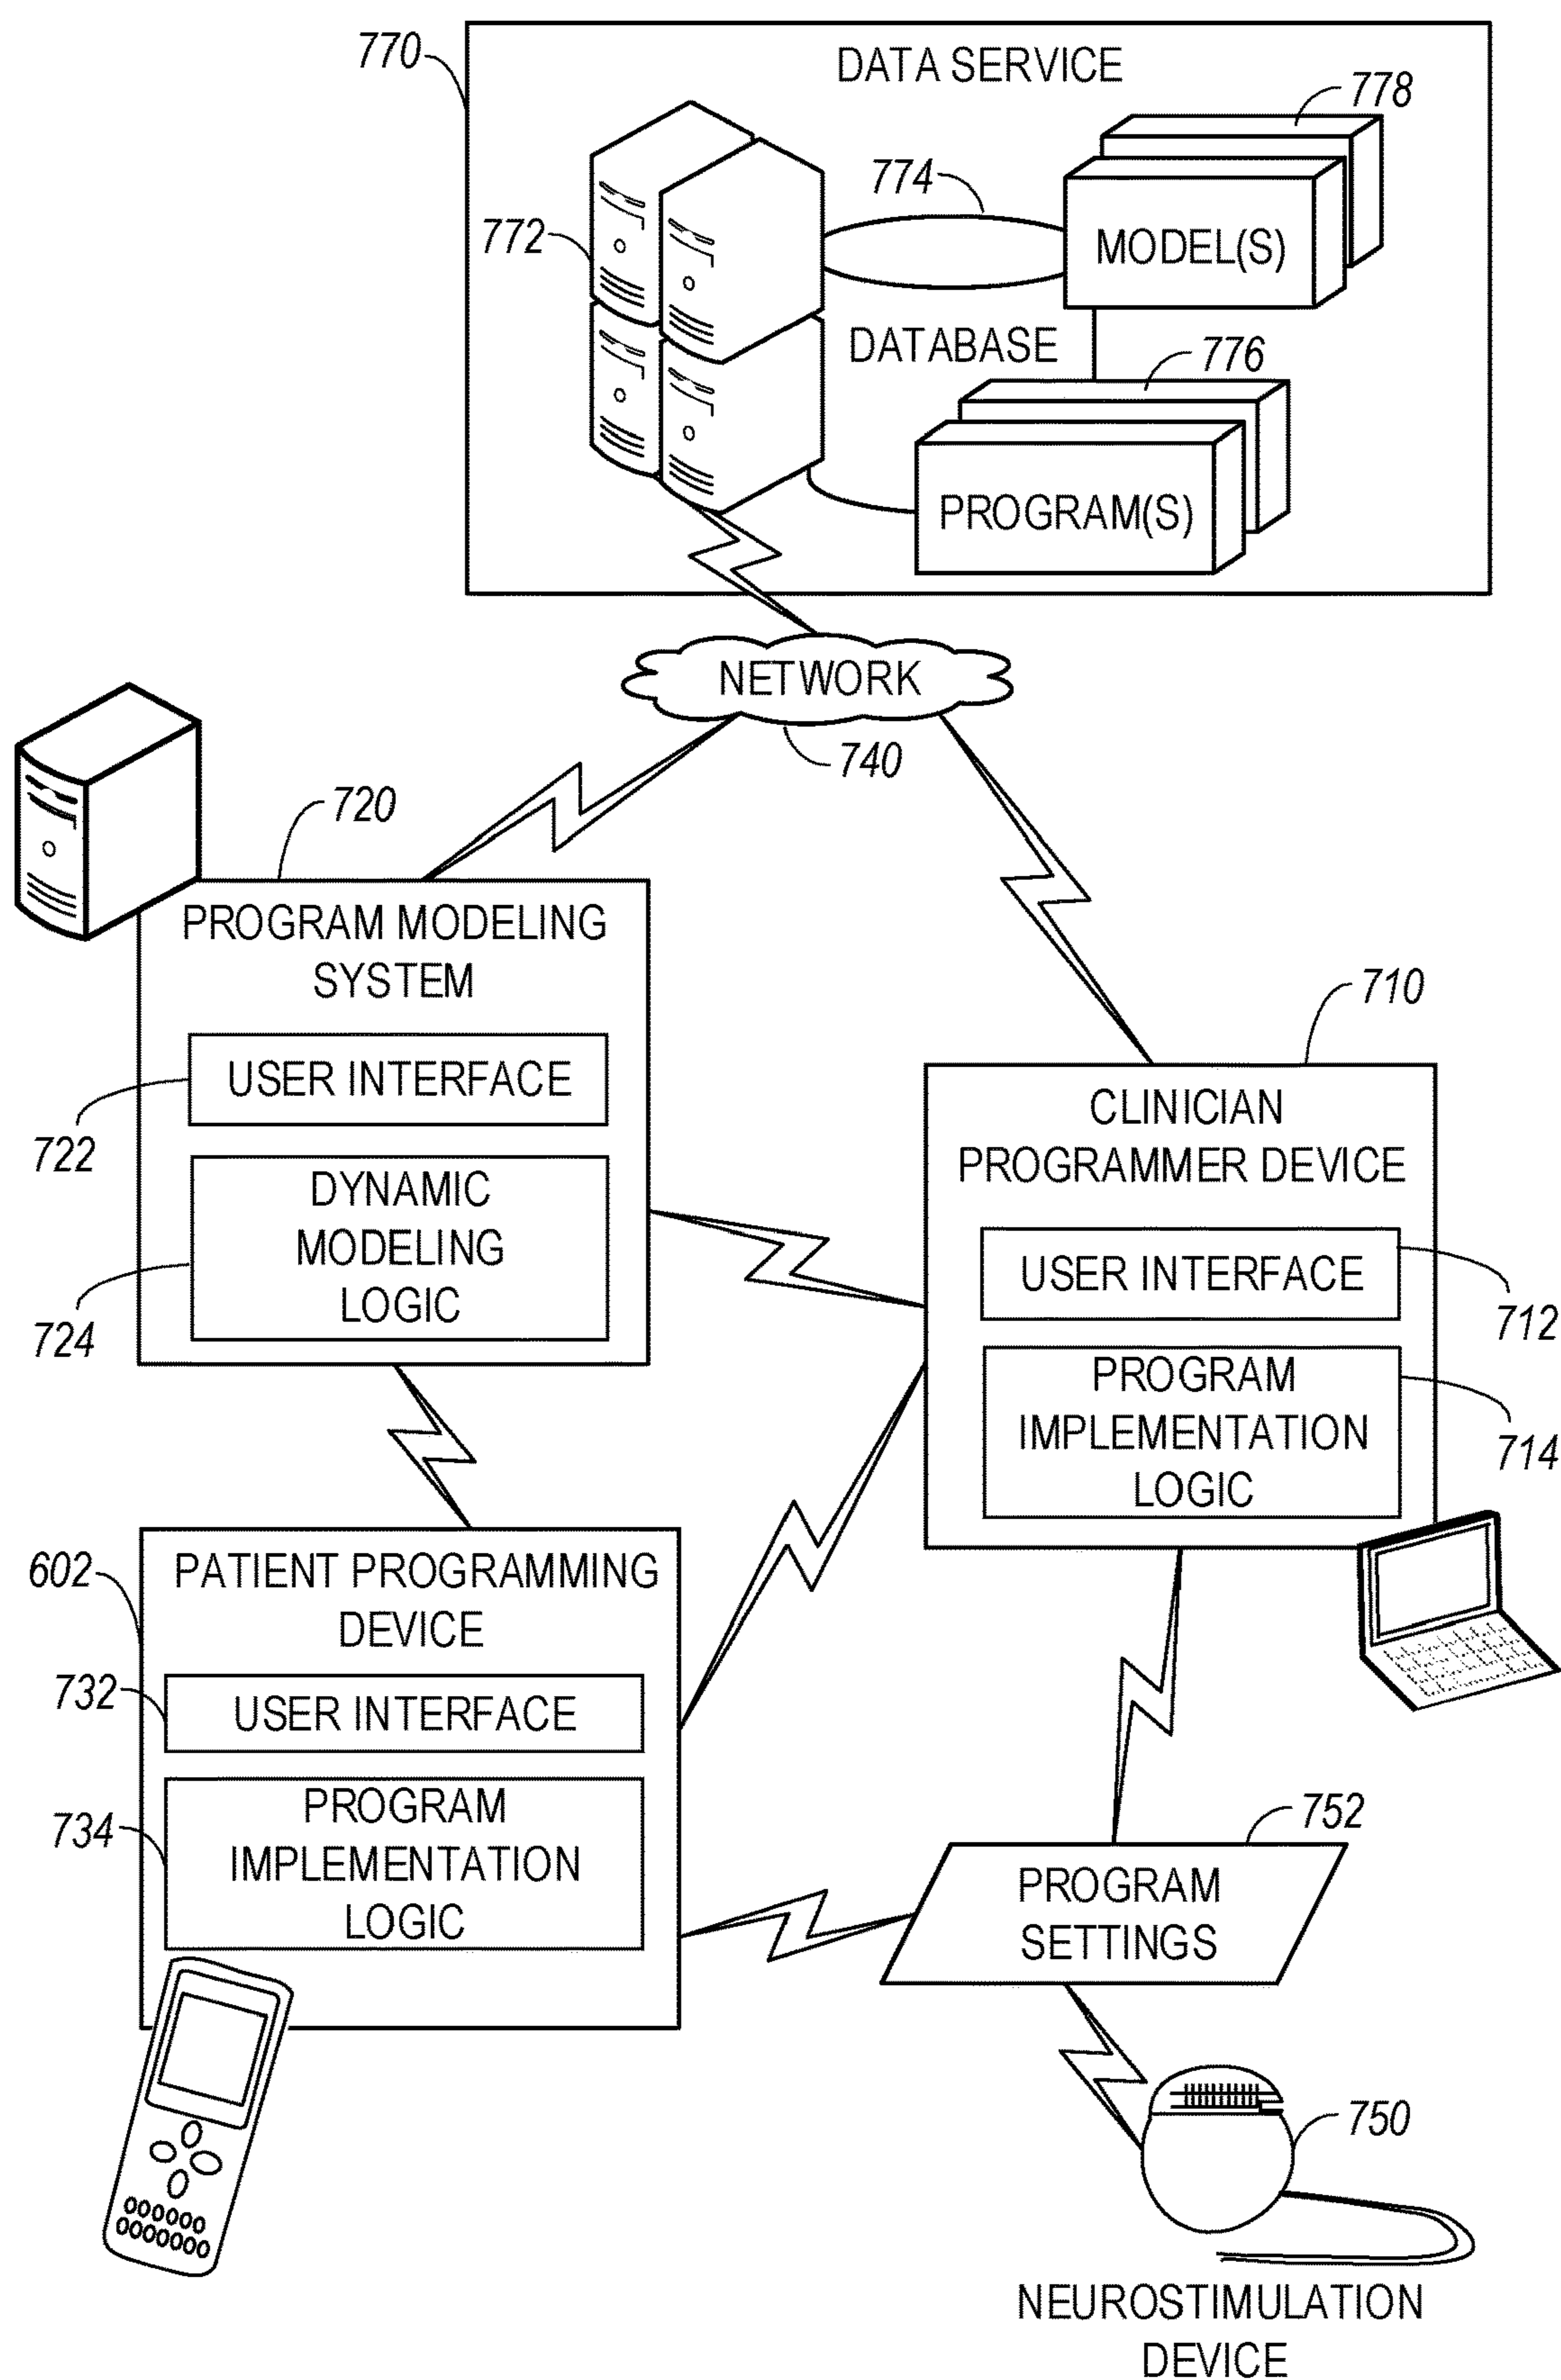 770
DATA SERVICE
778
774
772
MODEL(S)
DATABASE
776
PROGRAM(S)
NETWORK
740
720
PROGRAM MODELING
SYSTEM
USER INTERFACE
722
DYNAMIC
MODELING
LOGIC
724
710
CLINICIAN
PROGRAMMER DEVICE
USER INTERFACE
712
PROGRAM
IMPLEMENTATION
LOGIC
714
602
PATIENT PROGRAMMING
DEVICE
732
USER INTERFACE
734
PROGRAM
IMPLEMENTATION
LOGIC
752
PROGRAM
SETTINGS
750
NEUROSTIMULATION
DEVICE